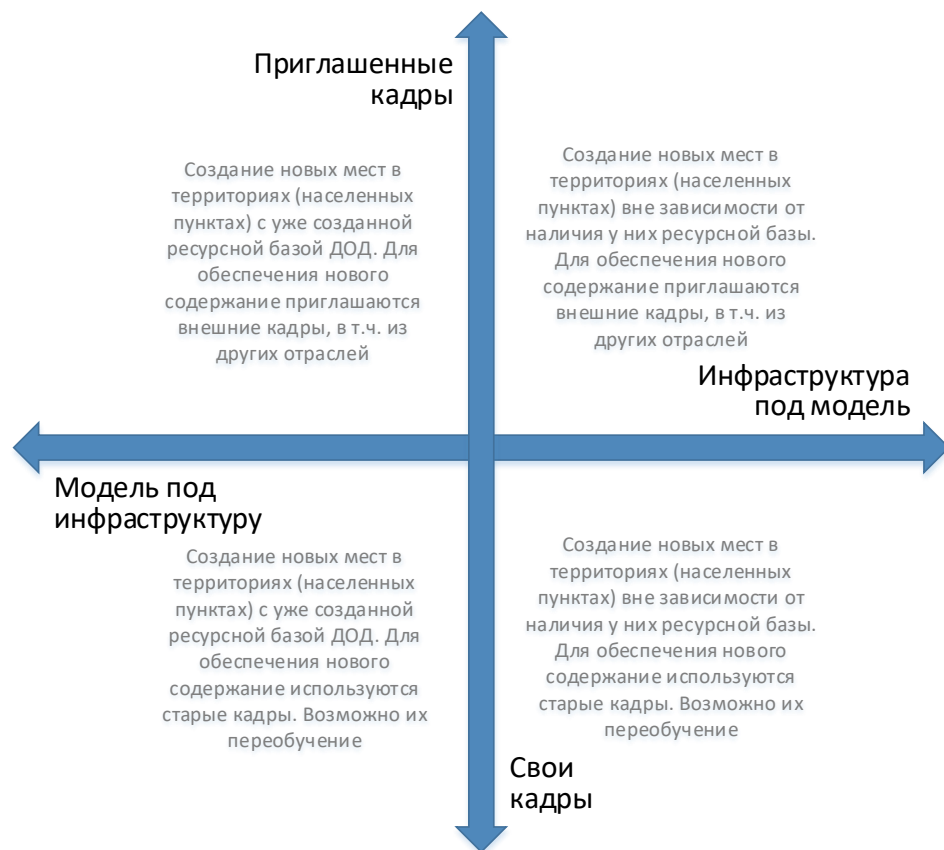 Приглашенные
кадры
Создание новых мест в
территориях (населенных
пунктах) с уже созданной
ресурсной базой ДОД. Для
обеспечения нового
содержание приглашаются
внешние кадры, в т.ч. из
других отраслей
Создание новых мест в
территориях (населенных
пунктах) вне зависимости от
наличия у них ресурсной базы.
Для обеспечения нового
содержание приглашаются
внешние кадры, в т.ч. из
других отраслей
Инфраструктура
под модель
Модель под
инфраструктуру
Создание новых мест в
территориях (населенных
пунктах) с уже созданной
ресурсной базой ДОД. Для
обеспечения нового
содержание используются
старые кадры. Возможно их
переобучение
Создание новых мест в
территориях (населенных
пунктах) вне зависимости от
наличия у них ресурсной базы.
Для обеспечения нового
содержание используются
старые кадры. Возможно их
переобучение
Свои
кадры